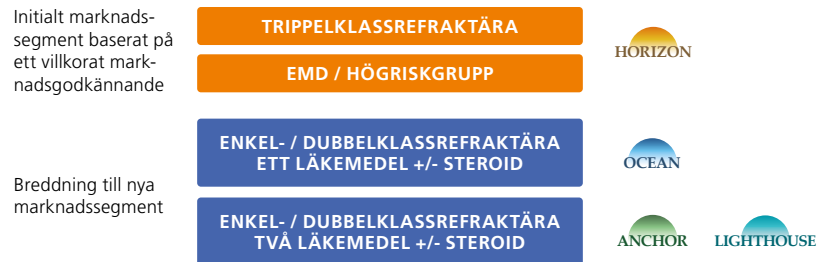 Initialt marknads-
segment baserat på
ett villkorat mark-
nadsgodkännande
TRIPPELKLASSREFRAKTÄRA
EMD / HÖGRISKGRUPP
HORIZON
Breddning till nya
marknadssegment
ENKEL- / DUBBELKLASSREFRAKTÄRA
ETT LÄKEMEDEL +/- STEROID
OCEAN
ENKEL- / DUBBELKLASSREFRAKTÄRA
TVÅ LÄKEMEDEL +/- STEROID
ANCHOR
LIGHTHOUSE